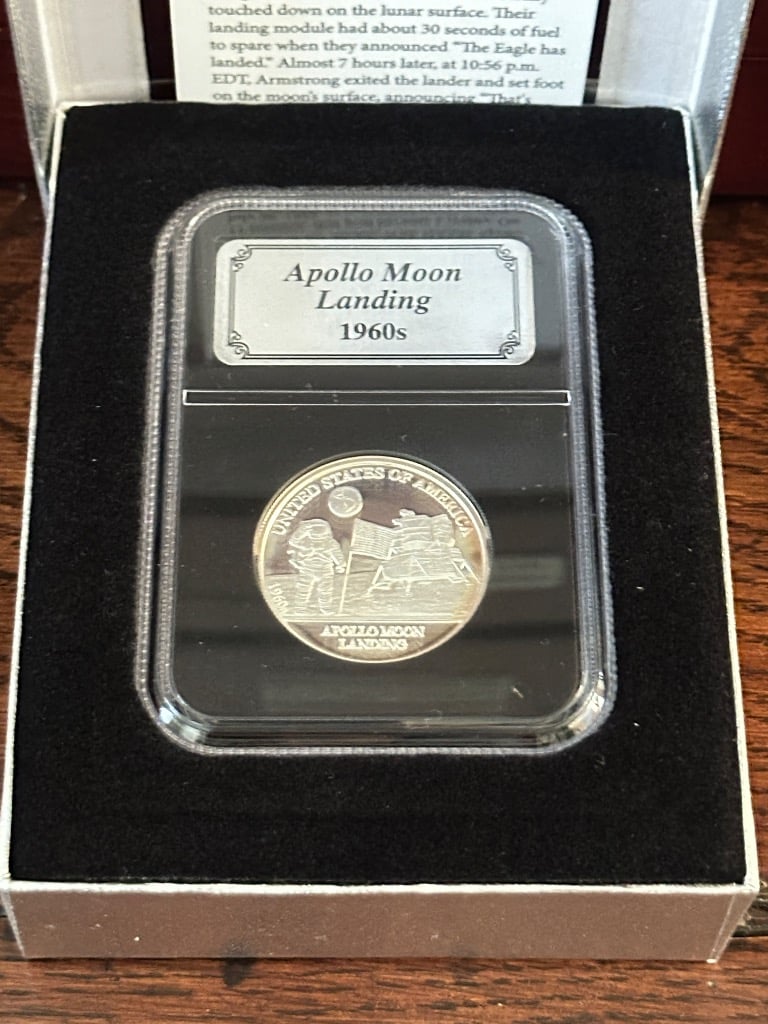 touched down on the lunar surface. Their
landing module had about 30 seconds of fuel
to spare when they announced "The Eagle has
landed." Almost 7 hours later, at 10:56 p.m.
EDT, Armstrong exited the lander and set foot
on the moon's surface, announcing "That's
Apollo Moon
Landing
1960s
UNITED STATES OF AMERICA
1960s
APOLLO MOON
LANDING